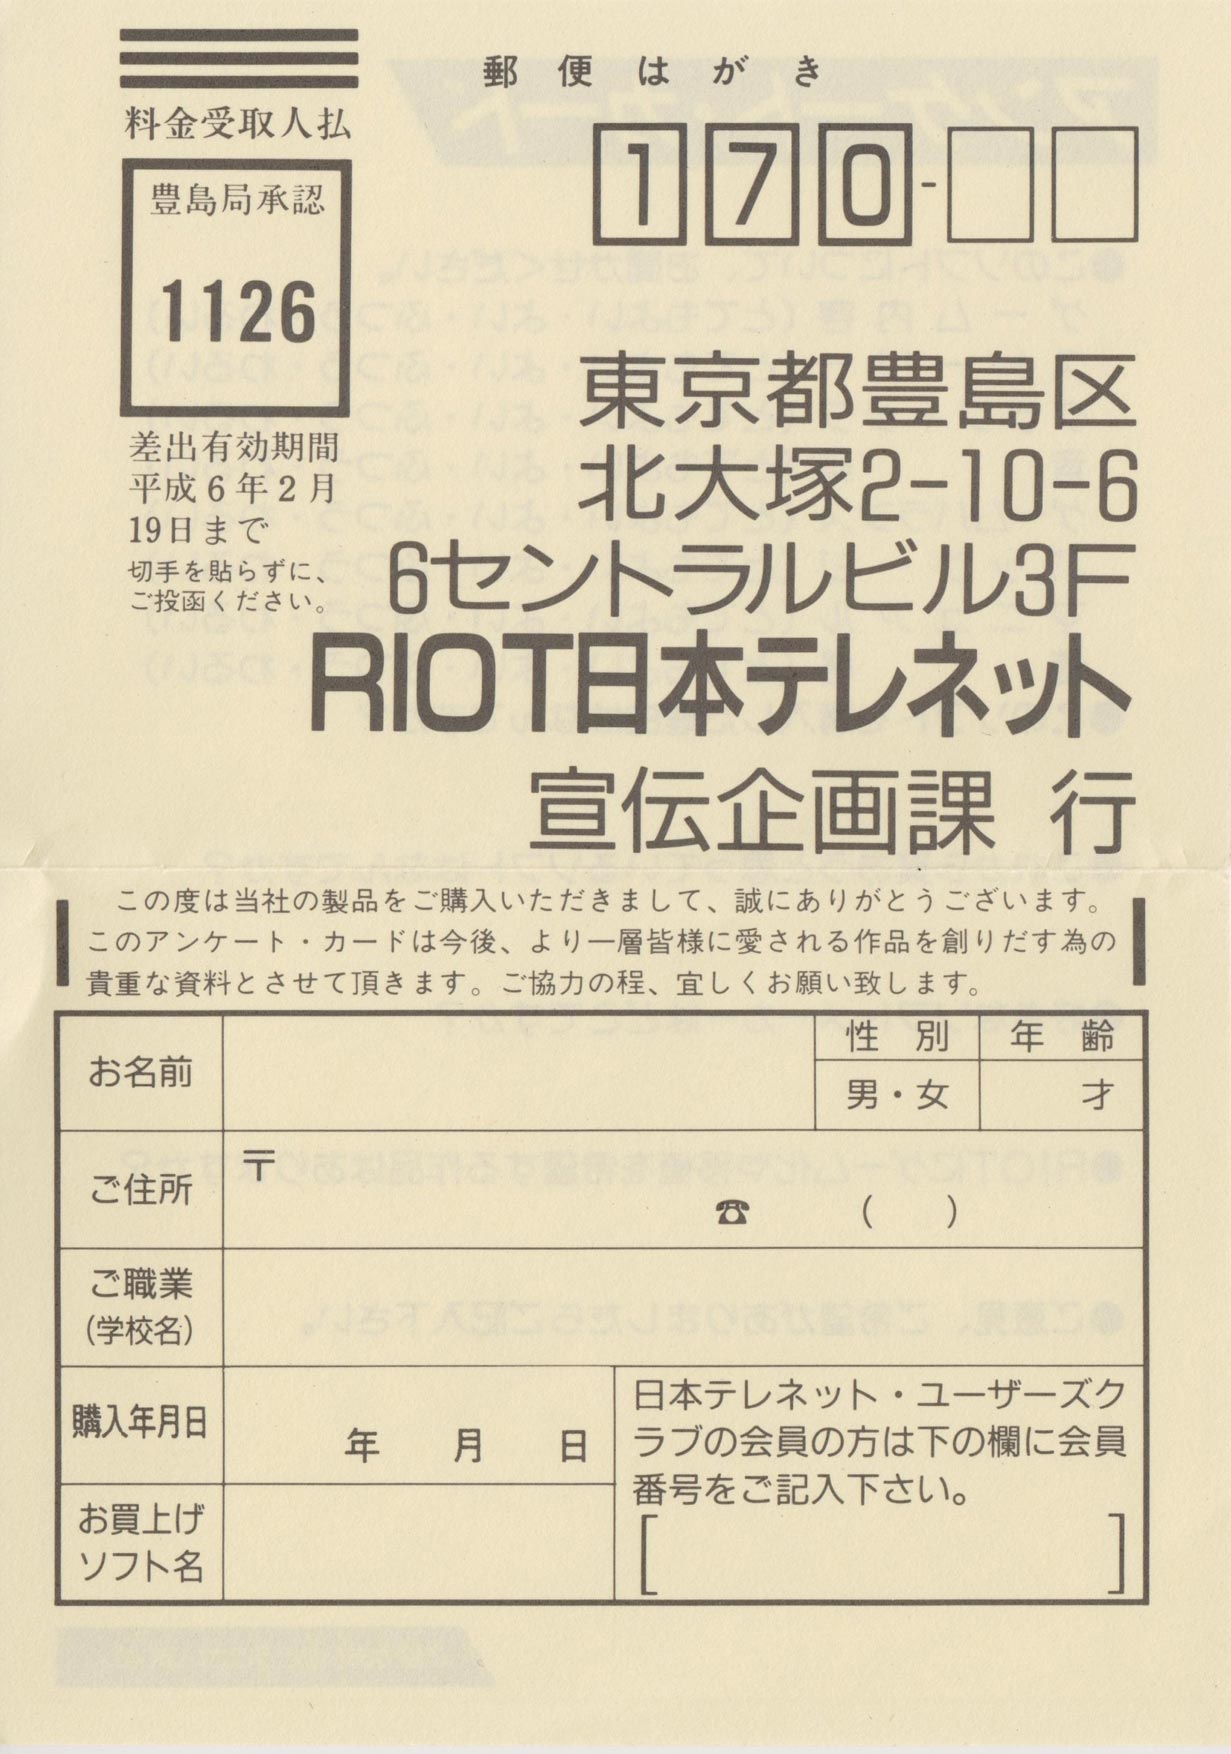 郵便はがき
料金受取人払
豊島局承認
1126
差出有効期間
平成6年2月
19日まで
切手を貼らずに、
ご投函ください。
170-
東京都豊島区
北大塚2-10-6
6セントラルビル3F
RIOT日本テレネット
宣伝企画課 行
この度は当社の製品をご購入いただきまして、誠にありがとうございます。
このアンケート・カードは今後、より一層皆様に愛される作品を創りだす為の
貴重な資料とさせて頂きます。ご協力の程、宜しくお願い致します。
お名前
性 別
年 齢
男・女
才
ご住所
〒
☎ ( )
ご職業
(学校名)
購入年月日
年 月 日
お買上げ
ソフト名
日本テレネット・ユーザーズク
ラブの会員の方は下の欄に会員
番号をご記入下さい。
[ ]